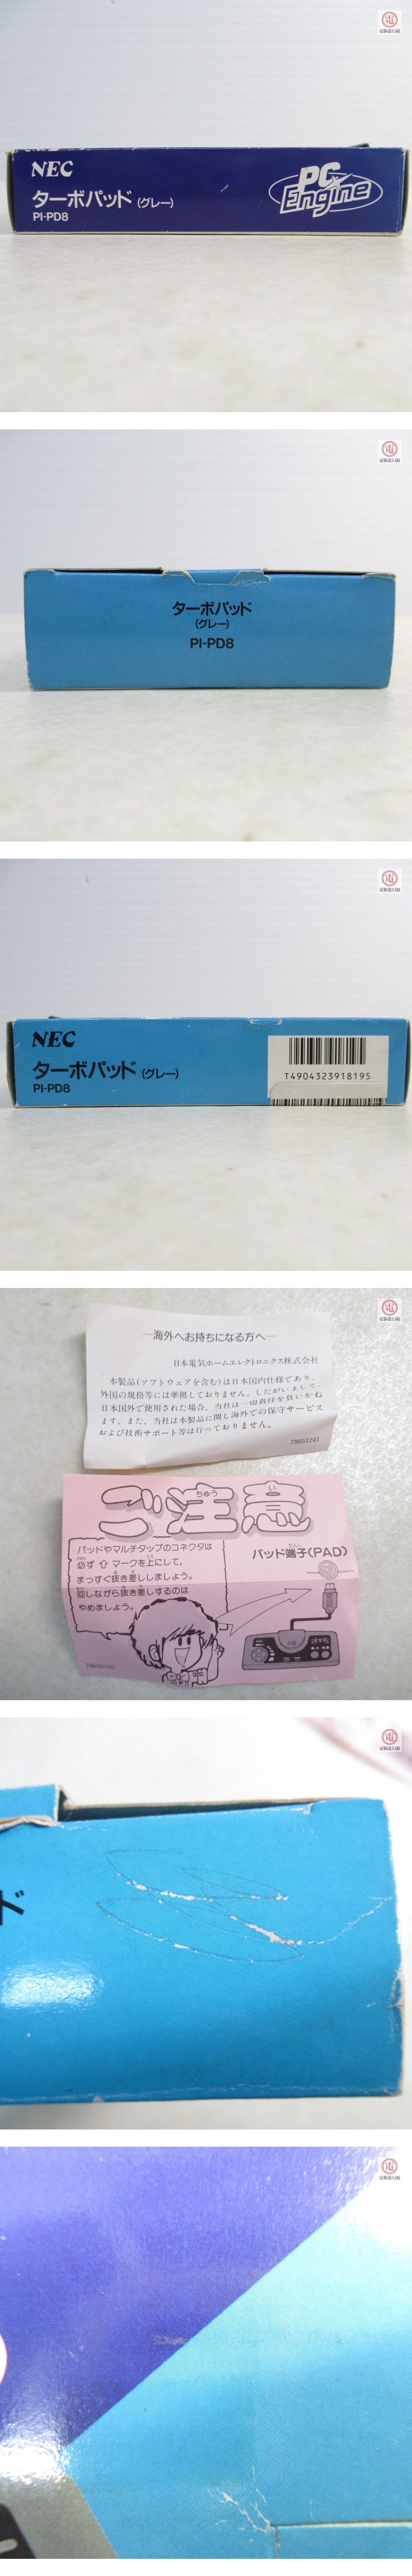 電
NEC
ターボパッド (グレー)
PI-PD8
PC Engine
電
ターボパッド
(グレー)
PI-PD8
電
NEC
ターボパッド (グレー)
PI-PD8
T4904323918195
電
―海外へお持ちになる方へ―
日本電気ホームエレクトロニクス株式会社
本製品(ソフトウェアを含む)は日本国内仕様であり、
外国の規格等には準拠しておりません。したがいまして、
日本国外で使用された場合、当社は一切責任を負いかね
ます。また、当社は本製品に関し海外での保守サービス
および技術サポート等は行っておりません。
78651241
ちゅう い
ご注意
パッドやマルチタップのコネクタは
必ず ⇧ マークを上にして、
まっすぐ抜き差ししましょう。
回しながら抜き差しするのは
やめましょう。
パッド端子(PAD)
電
ド
電